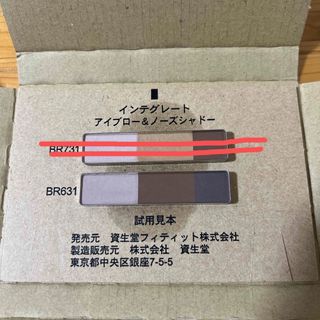 インテグレート
アイブロー＆ノーズシャドー
BR731
BR631
試用見本
発売元　資生堂フィティット株式会社
製造販売元　株式会社　資生堂
東京都中央区銀座7-5-5